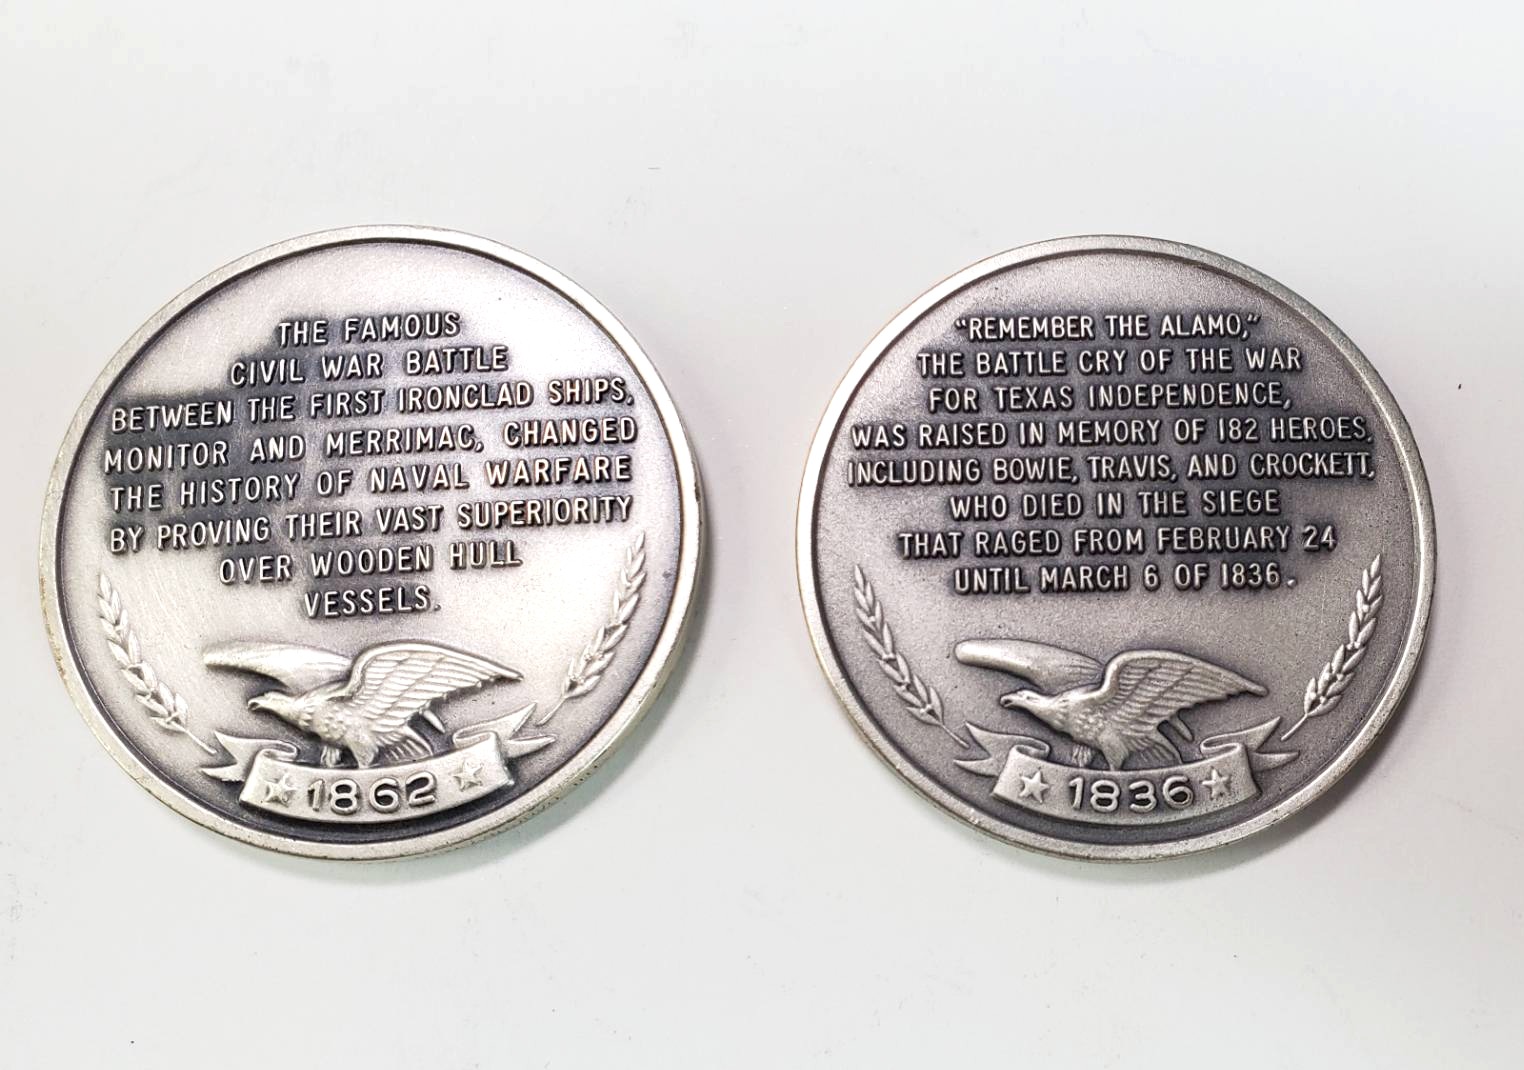 THE FAMOUS
CIVIL WAR BATTLE
BETWEEN THE FIRST IRONCLAD SHIPS,
MONITOR AND MERRIMAC, CHANGED
THE HISTORY OF NAVAL WARFARE
BY PROVING THEIR VAST SUPERIORITY
OVER WOODEN HULL
VESSELS.
1862
"REMEMBER THE ALAMO,"
THE BATTLE CRY OF THE WAR
FOR TEXAS INDEPENDENCE,
WAS RAISED IN MEMORY OF 182 HEROES,
INCLUDING BOWIE, TRAVIS, AND CROCKETT,
WHO DIED IN THE SIEGE
THAT RAGED FROM FEBRUARY 24
UNTIL MARCH 6 OF 1836.
1836